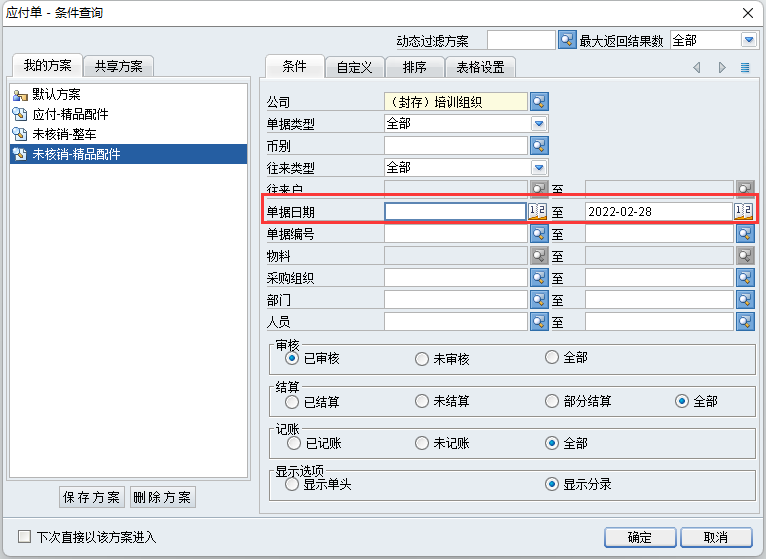 应付单 - 条件查询
动态过滤方案 最大返回结果数 全部
我的方案 共享方案
默认方案
应付-精品配件
未核销-整车
未核销-精品配件
保存方案 删除方案
条件 自定义 排序 表格设置
公司 （封存）培训组织
单据类型 全部
币别
往来类型 全部
往来户 至
单据日期 12 至 2022-02-28 12
单据编号 至
物料 至
采购组织 至
部门 至
人员 至
审核
已审核 未审核 全部
结算
已结算 未结算 部分结算 全部
记账
已记账 未记账 全部
显示选项
显示单头 显示分录
下次直接以该方案进入 确定 取消